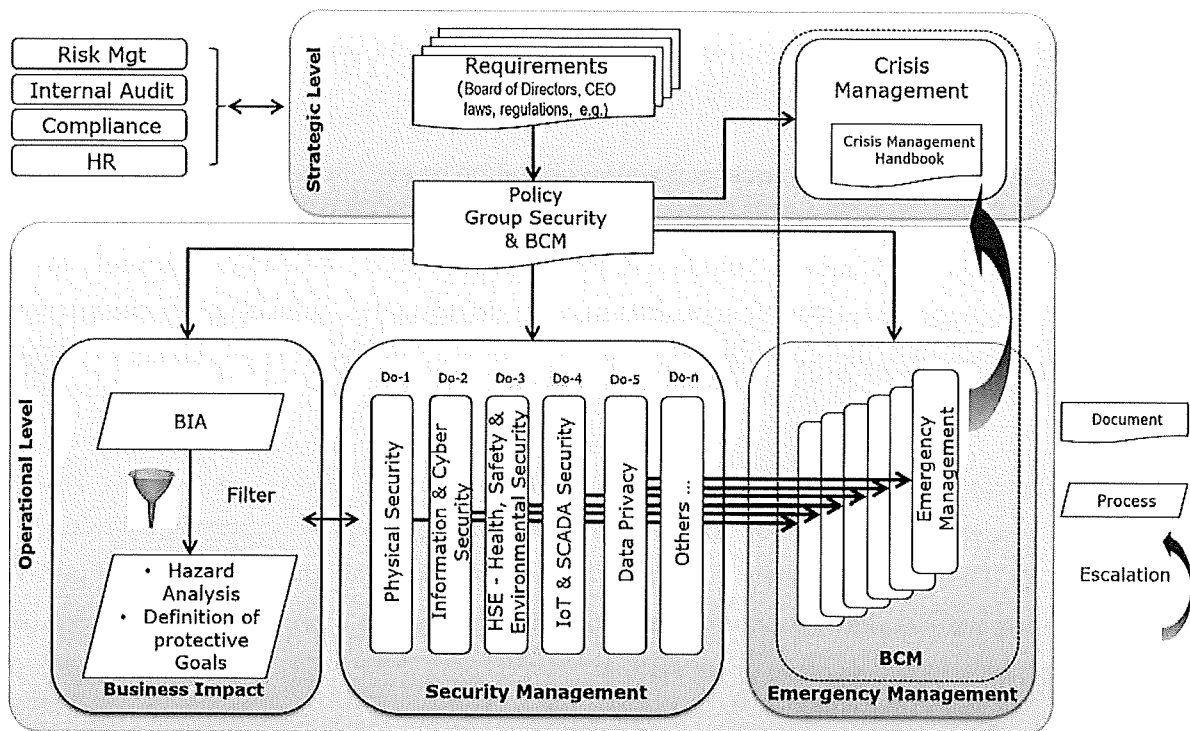 Risk Mgt
Internal Audit
Compliance
HR
Strategic Level
Requirements
(Board of Directors, CEO
laws, regulations, e.g.)
Crisis
Management
Crisis Management
Handbook
Policy
Group Security
& BCM
Operational Level
BIA
Filter
• Hazard
Analysis
• Definition of
protective
Goals
Business Impact
Do-1
Do-2
Do-3
Do-4
Do-5
Do-n
Physical Security
Information & Cyber
Security
HSE - Health, Safety &
Environmental Security
IoT & SCADA Security
Data Privacy
Others ...
Security Management
Emergency
Management
BCM
Emergency Management
Document
Process
Escalation